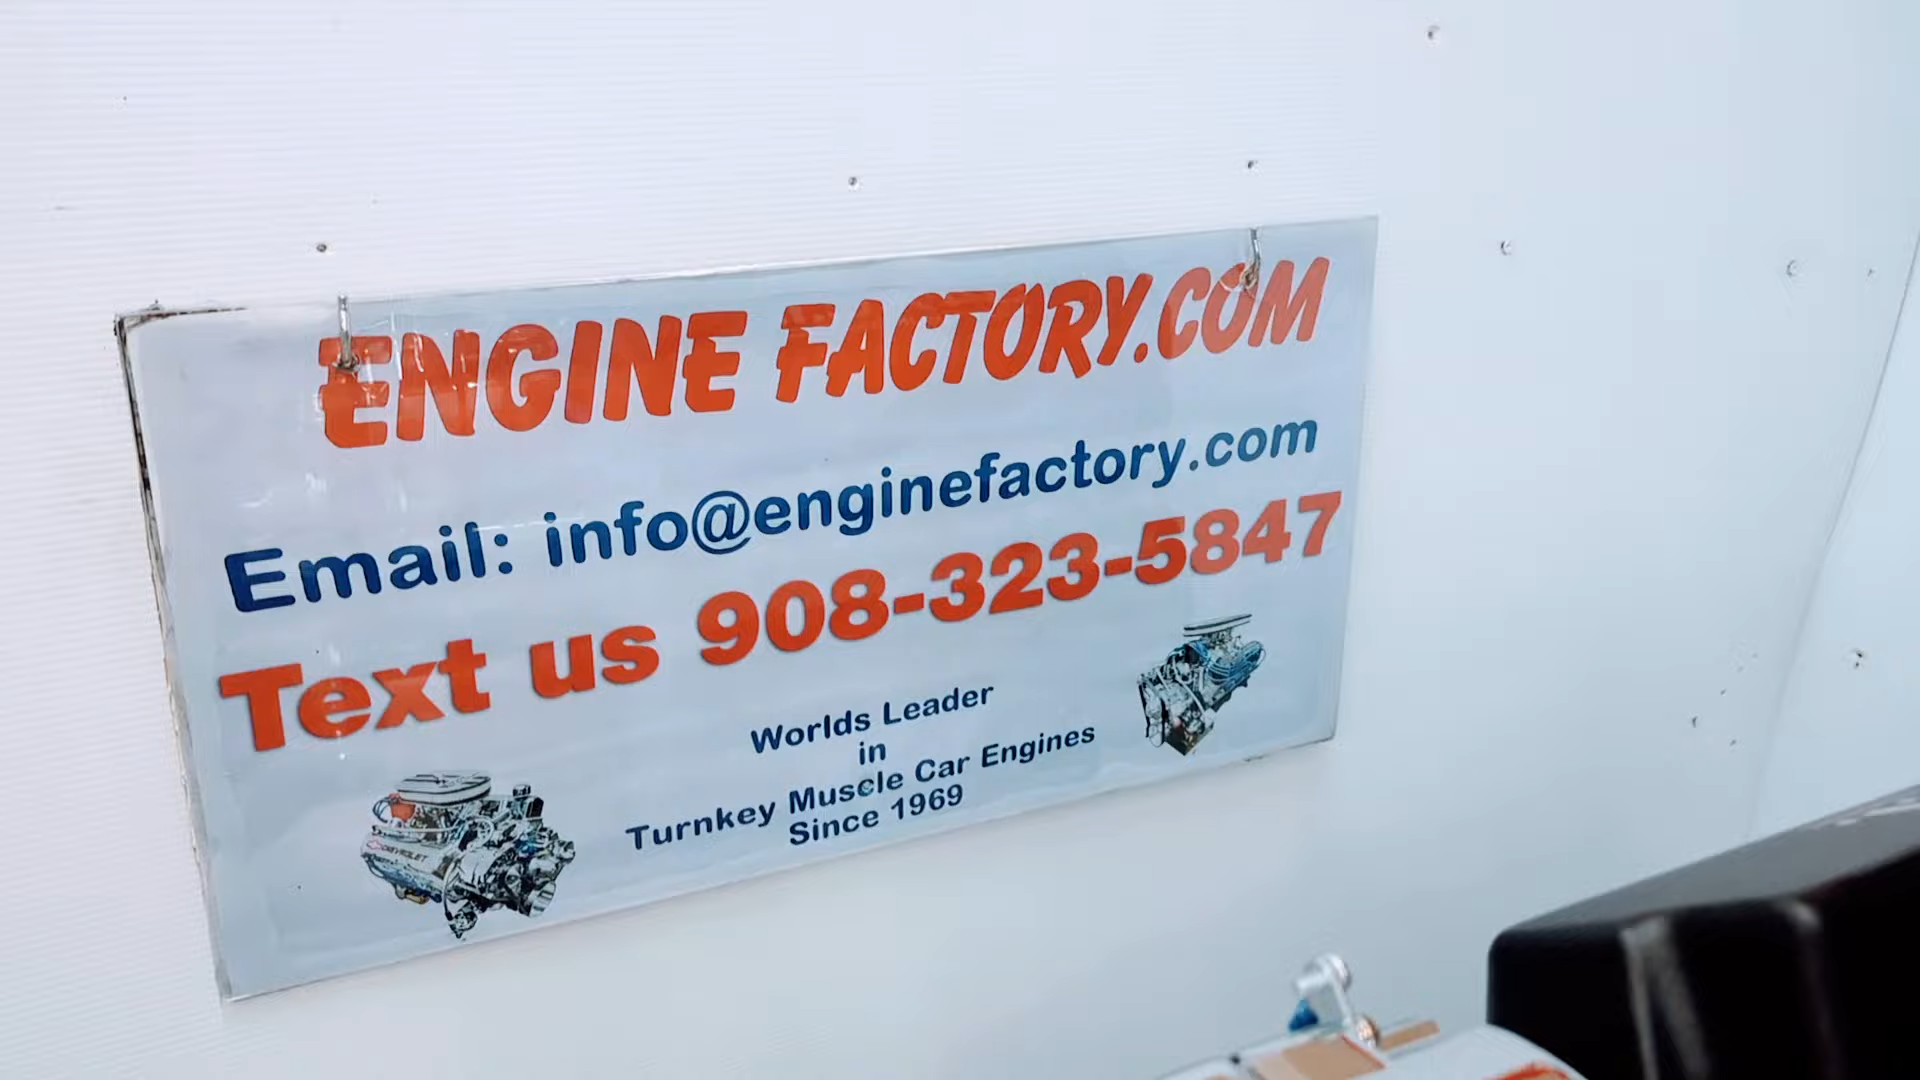 ENGINE FACTORY.COM
Email: info@enginefactory.com
Text us 908-323-5847
Worlds Leader
in
Turnkey Muscle Car Engines
Since 1969
CHEVROLET